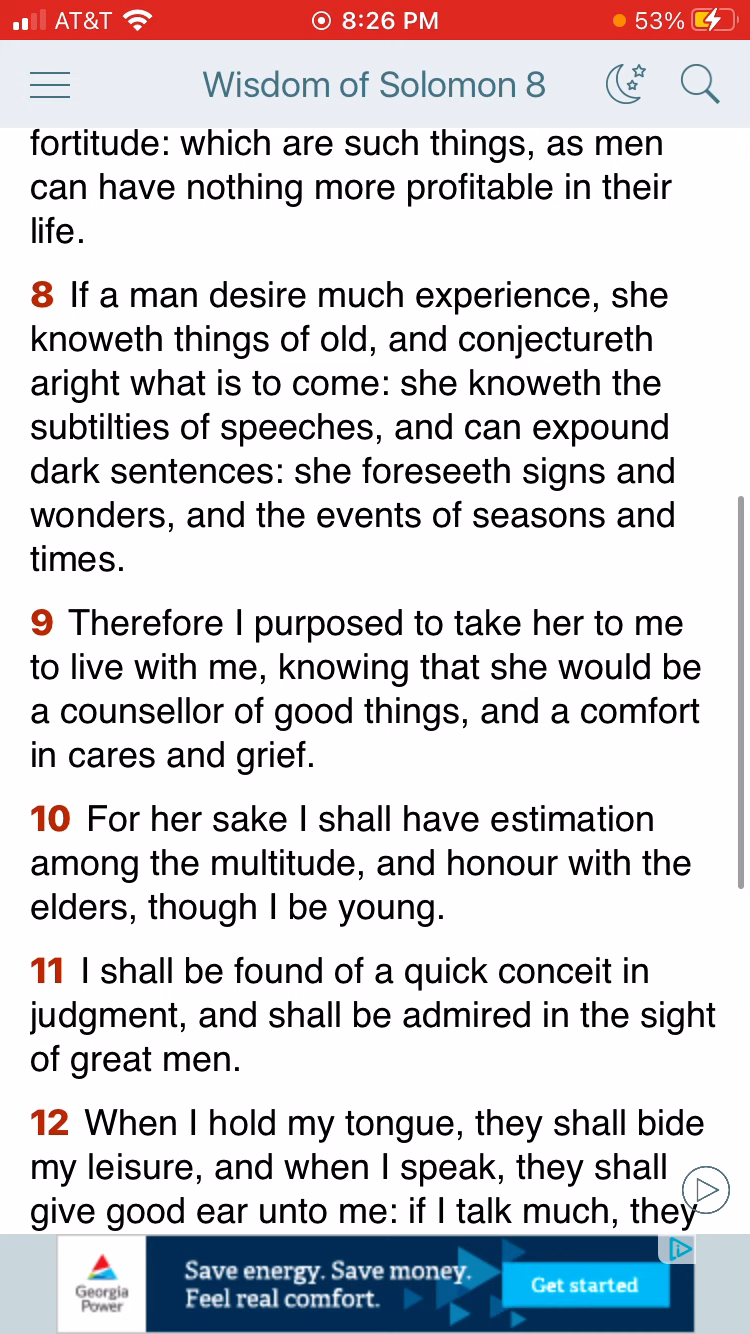 AT&T 8:26 PM 53%
Wisdom of Solomon 8
fortitude: which are such things, as men
can have nothing more profitable in their
life.
8 If a man desire much experience, she
knoweth things of old, and conjectureth
aright what is to come: she knoweth the
subtilties of speeches, and can expound
dark sentences: she foreseeth signs and
wonders, and the events of seasons and
times.
9 Therefore I purposed to take her to me
to live with me, knowing that she would be
a counsellor of good things, and a comfort
in cares and grief.
10 For her sake I shall have estimation
among the multitude, and honour with the
elders, though I be young.
11 I shall be found of a quick conceit in
judgment, and shall be admired in the sight
of great men.
12 When I hold my tongue, they shall bide
my leisure, and when I speak, they shall
give good ear unto me: if I talk much, they
Georgia
Power
Save energy. Save money.
Feel real comfort.
Get started